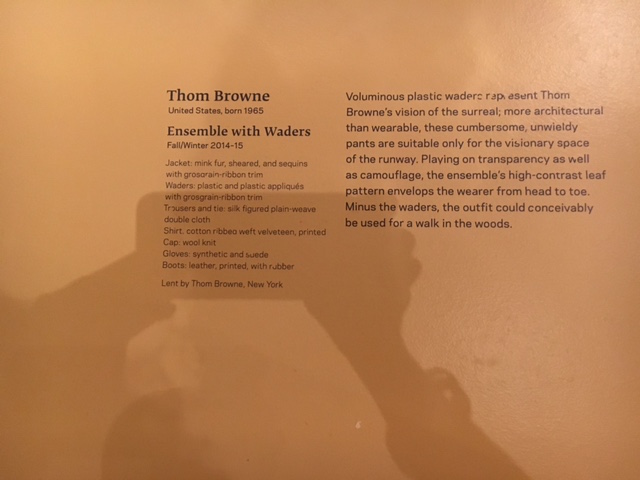 Thom Browne
United States, born 1965
Ensemble with Waders
Fall/Winter 2014–15
Jacket: mink fur, sheared, and sequins
with grosgrain-ribbon trim
Waders: plastic and plastic appliqués
with grosgrain-ribbon trim
Trousers and tie: silk figured plain-weave
double cloth
Shirt: cotton ribbed weft velveteen, printed
Cap: wool knit
Gloves: synthetic and suede
Boots: leather, printed, with rubber
Lent by Thom Browne, New York
Voluminous plastic waders represent Thom
Browne's vision of the surreal; more architectural
than wearable, these cumbersome, unwieldy
pants are suitable only for the visionary space
of the runway. Playing on transparency as well
as camouflage, the ensemble's high-contrast leaf
pattern envelops the wearer from head to toe.
Minus the waders, the outfit could conceivably
be used for a walk in the woods.